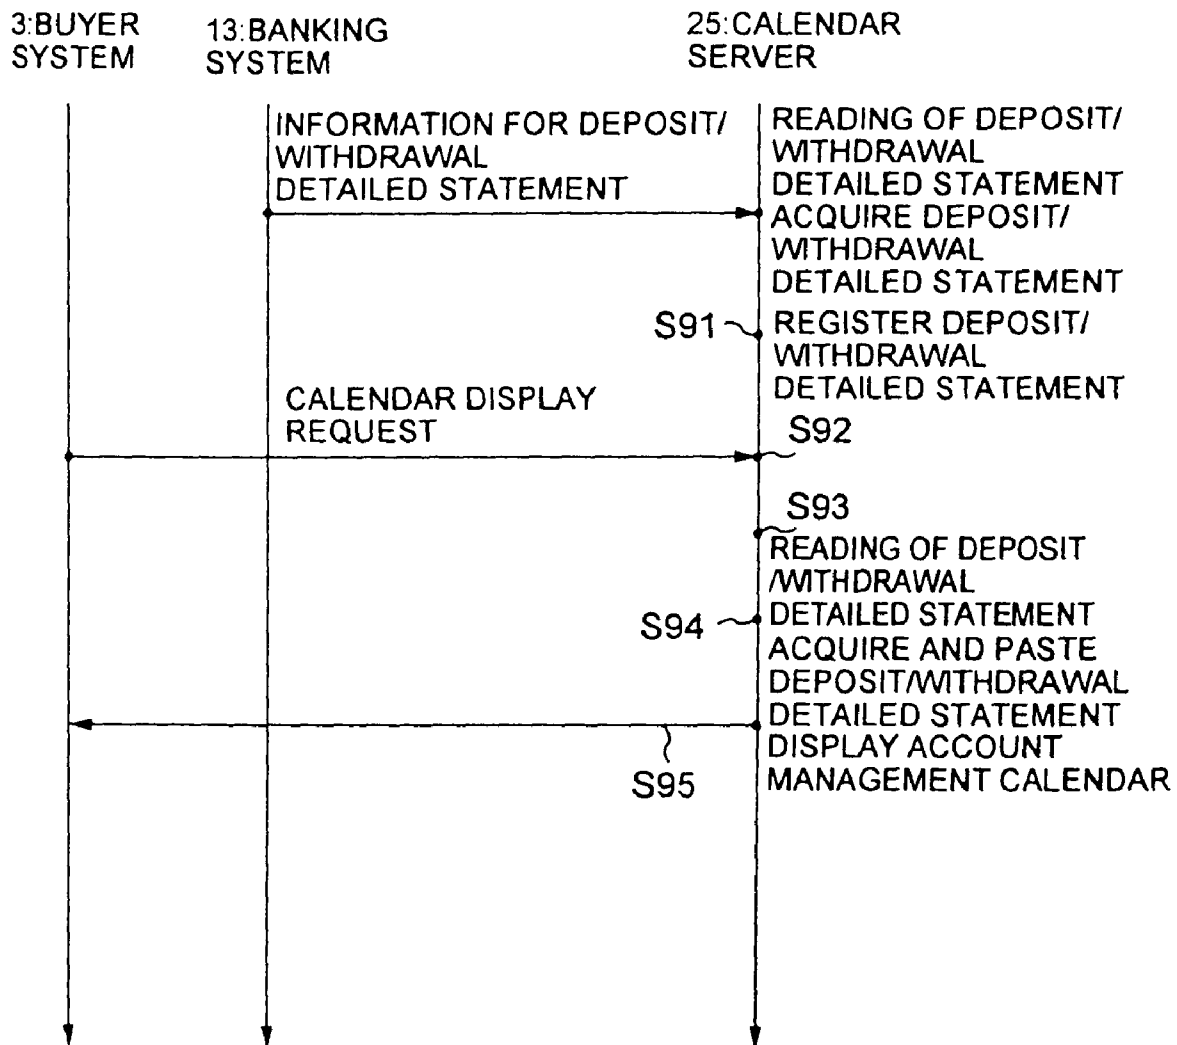 3:BUYER
SYSTEM
13:BANKING
SYSTEM
25:CALENDAR
SERVER
INFORMATION FOR DEPOSIT/
WITHDRAWAL
DETAILED STATEMENT
READING OF DEPOSIT/
WITHDRAWAL
DETAILED STATEMENT
ACQUIRE DEPOSIT/
WITHDRAWAL
DETAILED STATEMENT
S91
REGISTER DEPOSIT/
WITHDRAWAL
DETAILED STATEMENT
CALENDAR DISPLAY
REQUEST
S92
S93
READING OF DEPOSIT
/WITHDRAWAL
DETAILED STATEMENT
S94
ACQUIRE AND PASTE
DEPOSIT/WITHDRAWAL
DETAILED STATEMENT
DISPLAY ACCOUNT
MANAGEMENT CALENDAR
S95